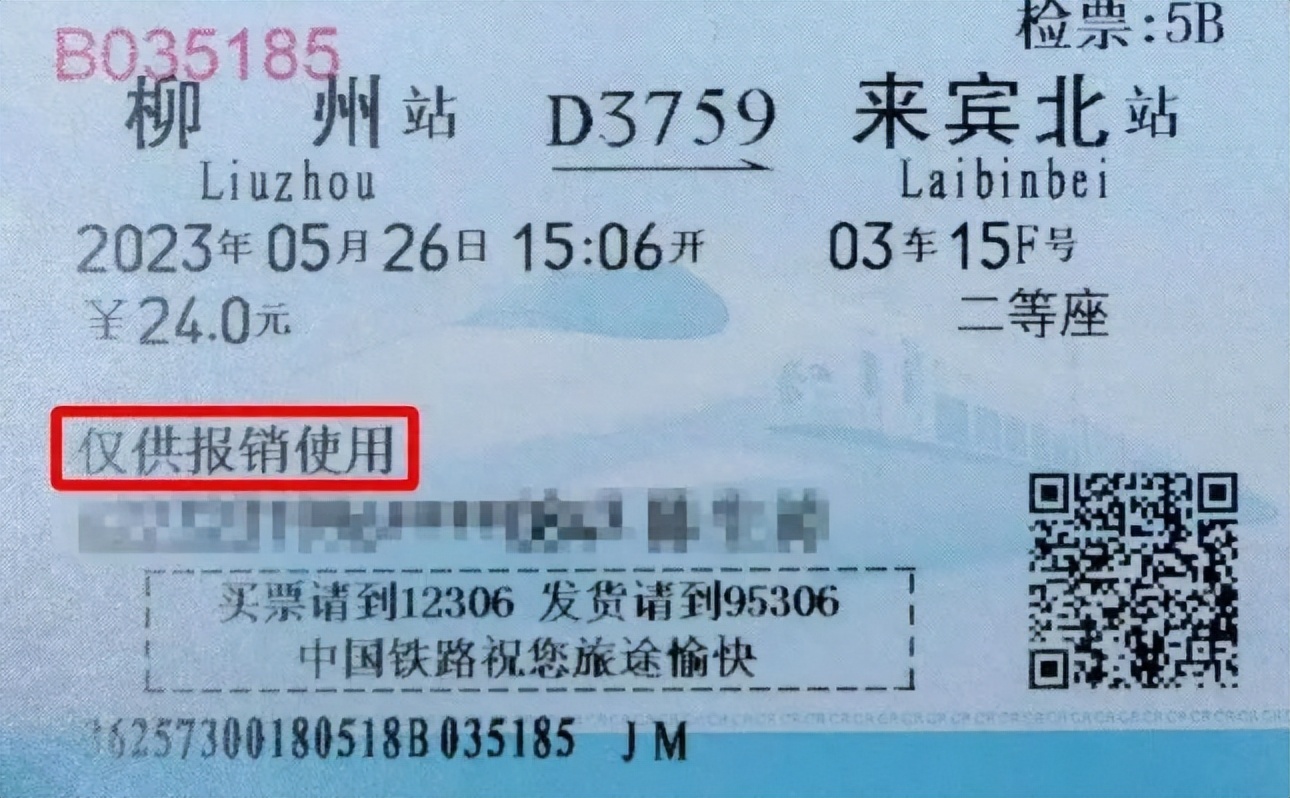 检票:5B
B035185
柳州站 D3759 来宾北站
Liuzhou Laibinbei
2023年05月26日 15:06开 03车15F号
¥24.0元 二等座
仅供报销使用
买票请到12306 发货请到95306
中国铁路祝您旅途愉快
36257300180518B035185 JM